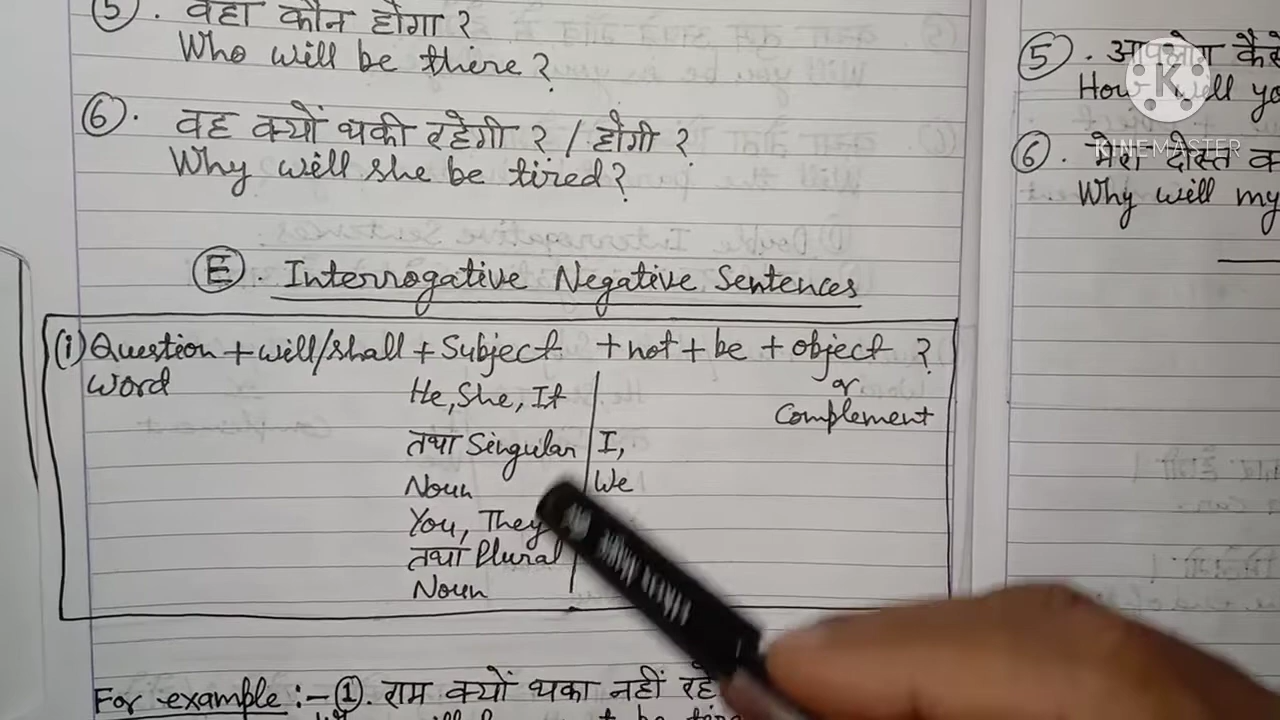 5. वहा कौन होगा ?
Who will be there ?
6. वह क्यों थकी रहेगी ? / होगी ?
Why will she be tired ?
E. Interrogative Negative Sentences
(i) Question + will/shall + Subject + not + be + object ?
Word He, She, It or
Complement
तथा Singular I,
Noun We
You, They
तथा Plural
Noun
For example :- 1. राम क्यों थका नहीं
5. आपलोग
How will
6. मेरा दोस्त
Why will my
KINEMASTER